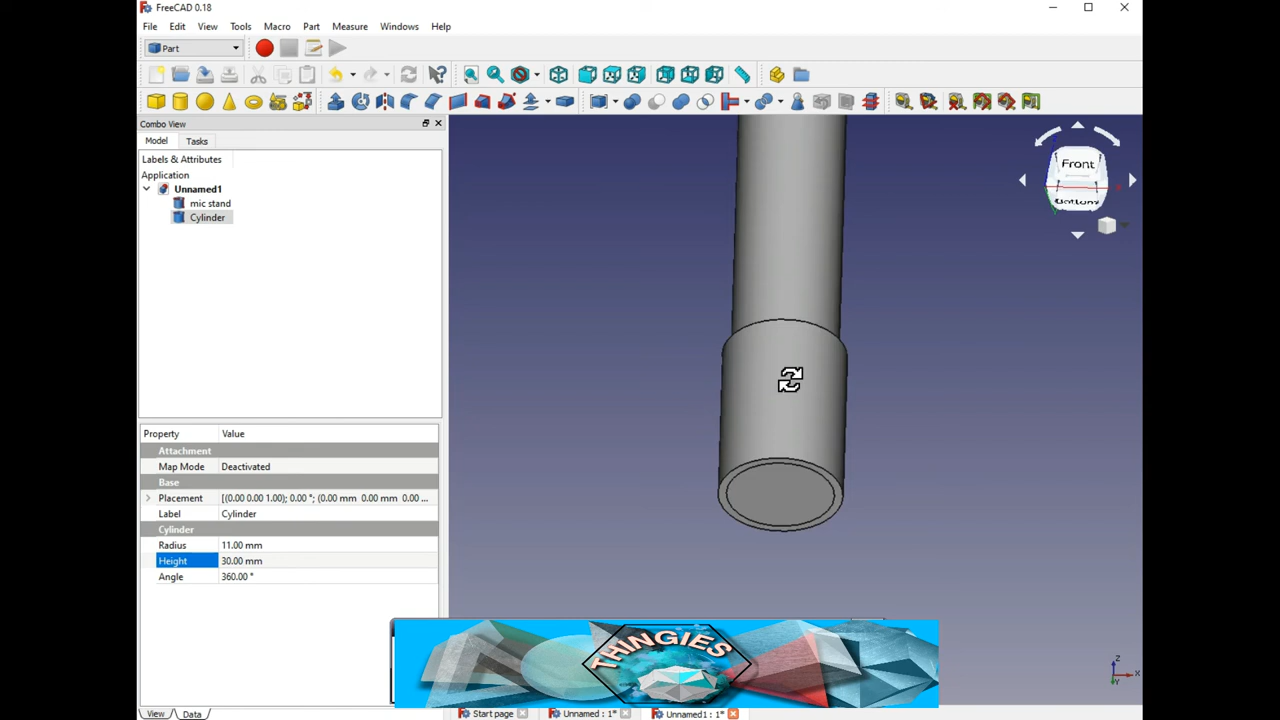 FreeCAD 0.18
File Edit View Tools Macro Part Windows Help
Part
Combo View
Model Tasks
Labels & Attributes
Application
Unnamed1
mic stand
Cylinder
Front
Bottom
Property Value
Attachment
Map Mode Deactivated
Base
Placement [(0.00 0.00 1.00); 0.00 °; (0.00 mm 0.00 mm 0.00 ...
Label Cylinder
Cylinder
Radius 11.00 mm
Height 30.00 mm
Angle 360.00 °
THINGIES
Z
X
Y
View Data
Start page Unnamed : 1* Unnamed1 : 1*